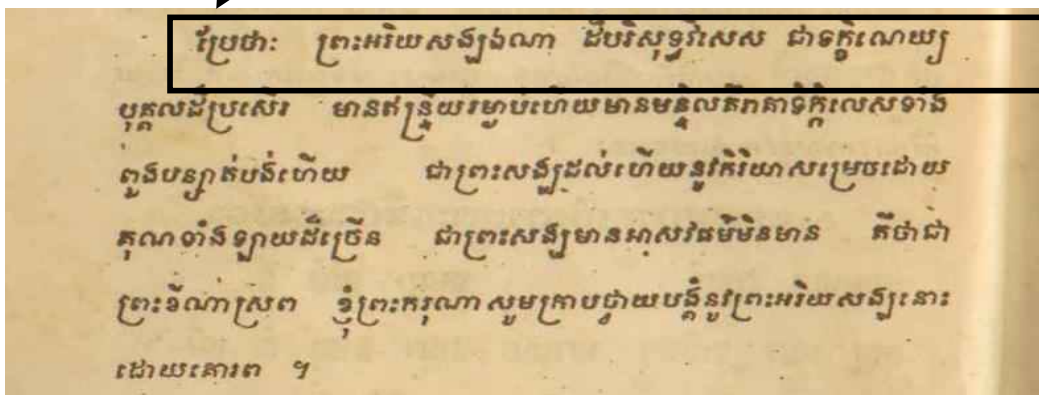 ប្រែថាៈ ព្រះអរិយសង្ឃអង្គណា ដ៏បរិសុទ្ធវិសេស ជាទក្ខិណេយ្យ
បុគ្គលដ៏ប្រសើរ មានឥន្ទ្រីយរម្ងាប់ហើយមានមន្ទិលគឺរាគាទិក្កិលេសទាំង
ពួងបន្សាត់បង់ហើយ ជាព្រះសង្ឃដល់ហើយនូវកិរិយាសម្រេចដោយ
គុណទាំងឡាយដ៏ច្រើន ជាព្រះសង្ឃមានអាសវធម៌មិនមាន គឺថាជា
ព្រះខីណាស្រព ខ្ញុំព្រះករុណាសូមក្រាបថ្វាយបង្គំនូវព្រះអរិយសង្ឃនោះ
ដោយគោរព ។